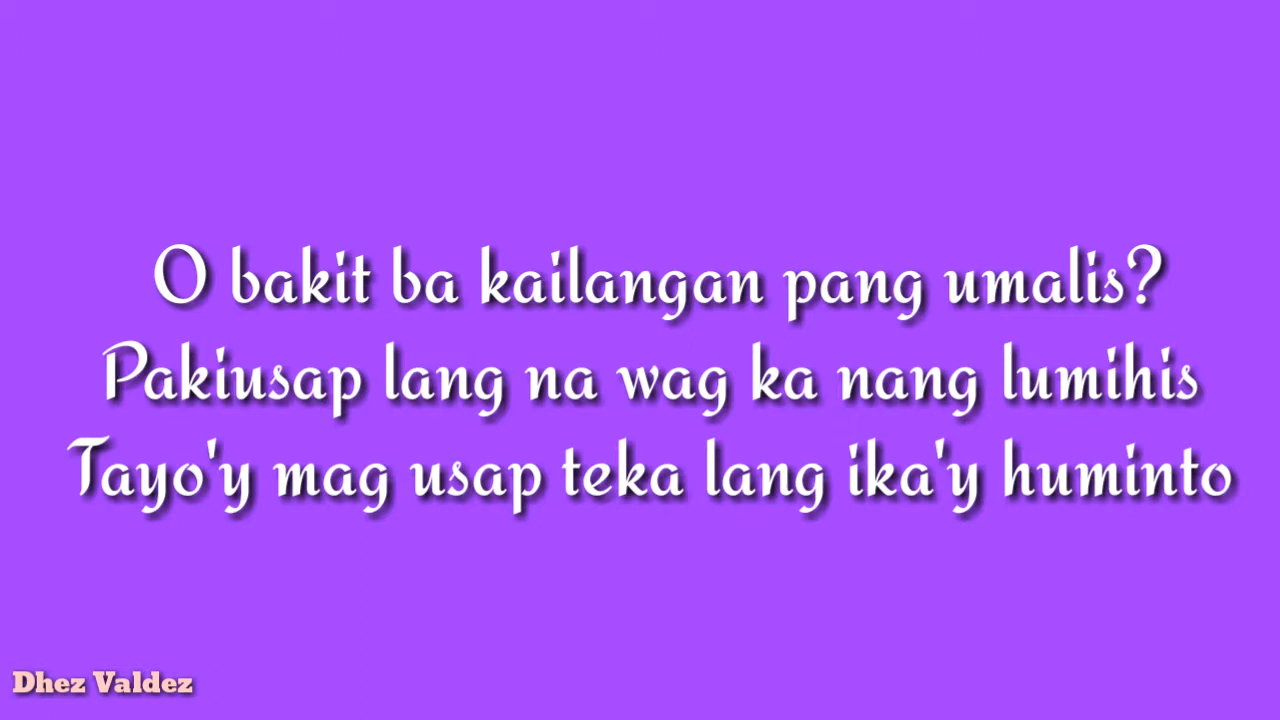 O bakit ba kailangan pang umalis?
Pakiusap lang na wag ka nang lumihis
Tayo'y mag usap teka lang ika'y huminto
Dhez Valdez